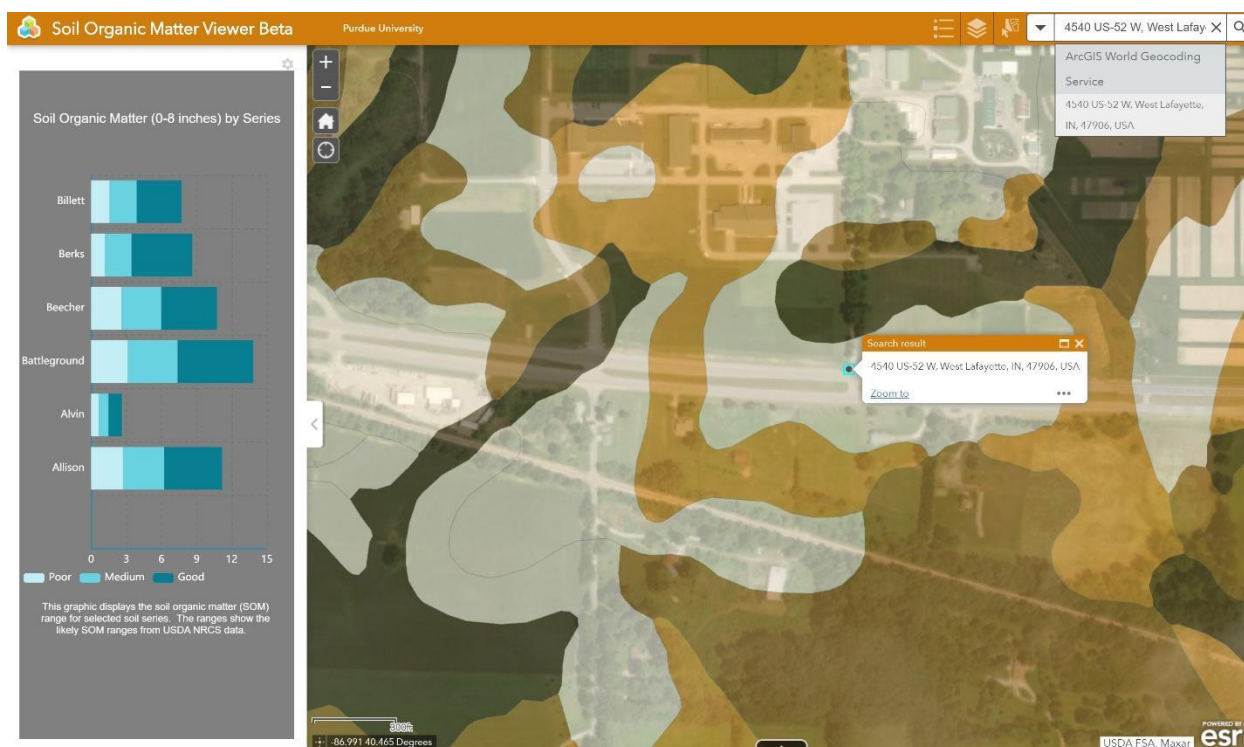 Soil Organic Matter Viewer Beta
Purdue University
4540 US-52 W, West Lafay
ArcGIS World Geocoding
Service
4540 US-52 W, West Lafayette,
IN, 47906, USA
Soil Organic Matter (0-8 inches) by Series
Billett
Berks
Beecher
Battleground
Alvin
Allison
0 3 6 9 12 15
Poor Medium Good
This graphic displays the soil organic matter (SOM)
range for selected soil series. The ranges show the
likely SOM ranges from USDA NRCS data.
Search result
4540 US-52 W, West Lafayette, IN, 47906, USA
Zoom to
300ft
-86.991 40.465 Degrees
POWERED BY
esri
USDA FSA, Maxar